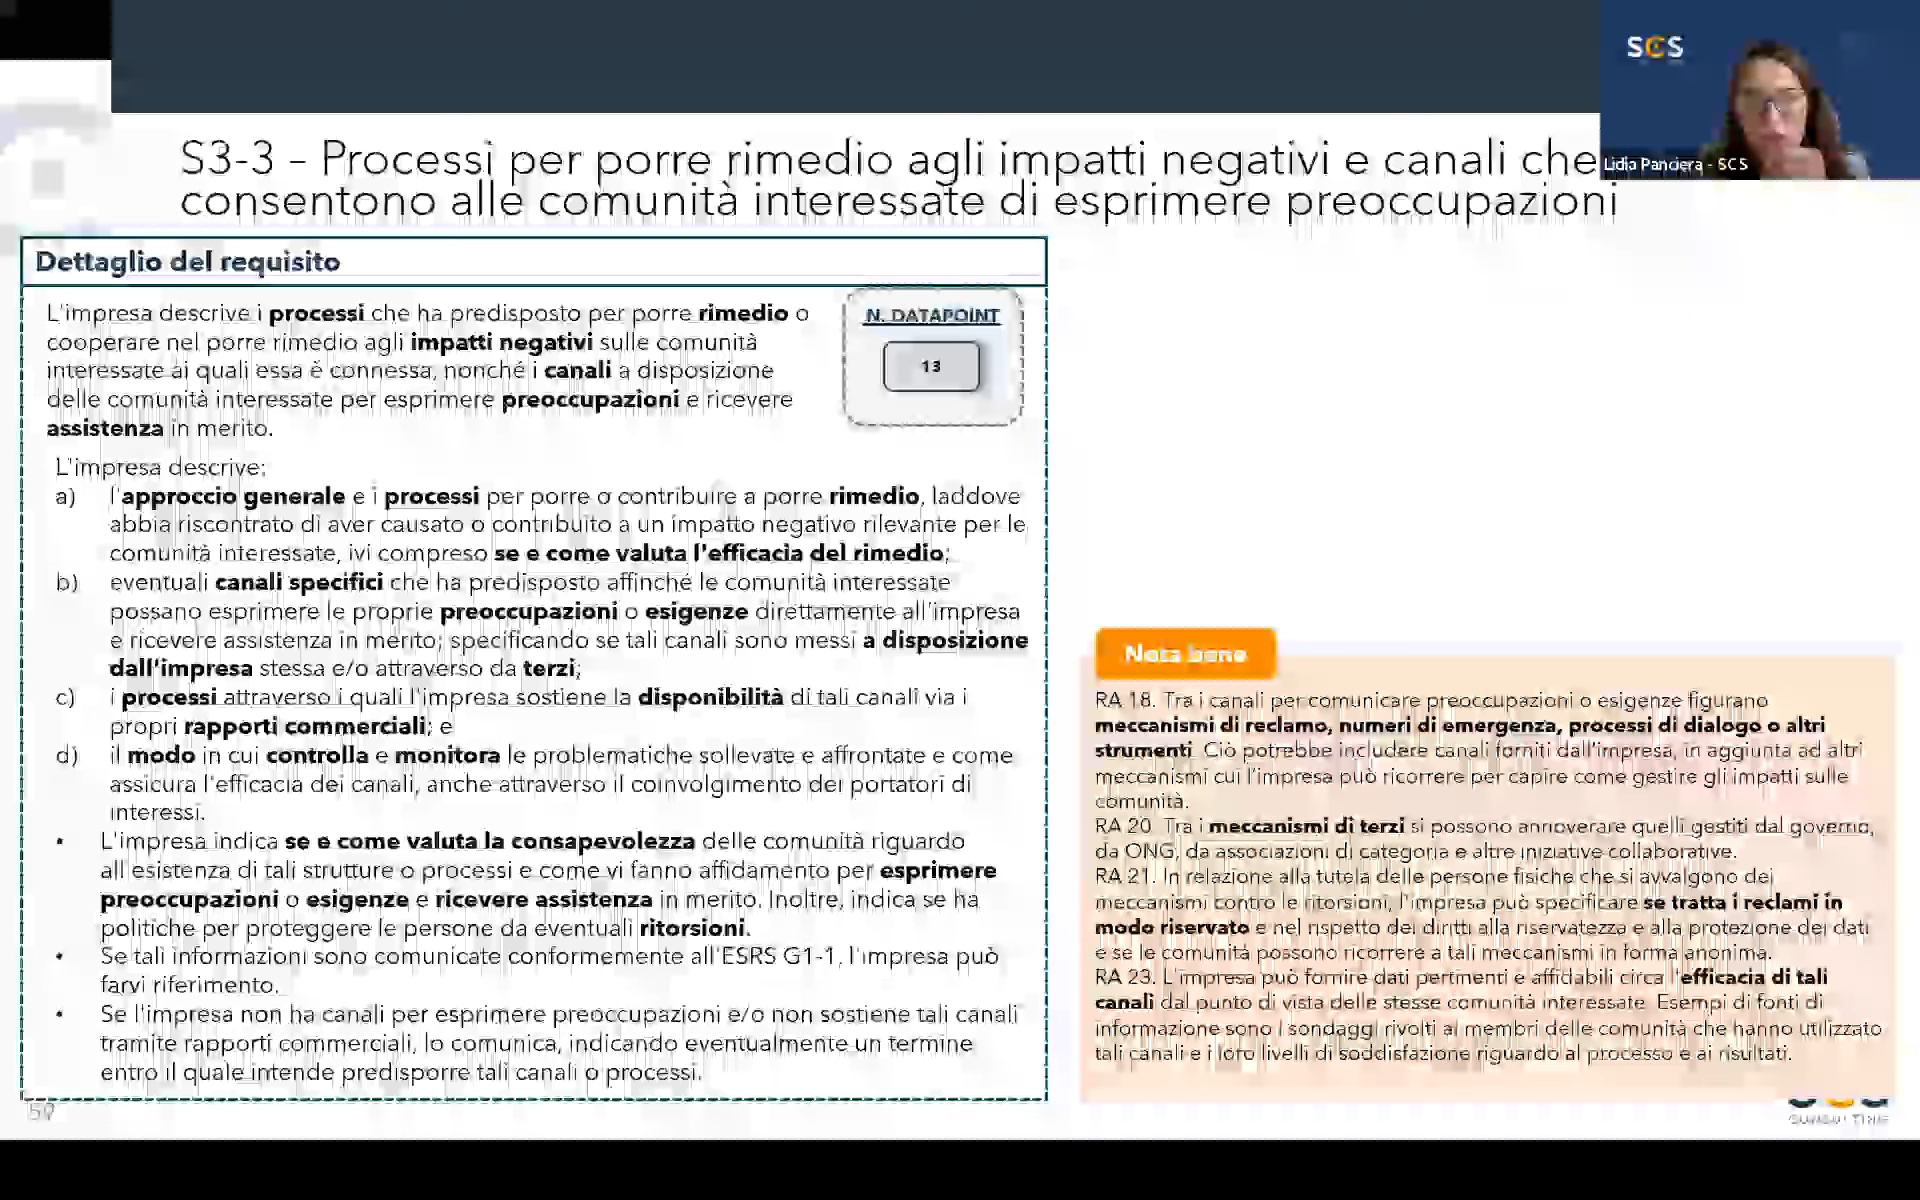 SCS
Lidia Panciera - SCS
S3-3 – Processi per porre rimedio agli impatti negativi e canali che
consentono alle comunità interessate di esprimere preoccupazioni
Dettaglio del requisito
L'impresa descrive i processi che ha predisposto per porre rimedio o
cooperare nel porre rimedio agli impatti negativi sulle comunità
interessate ai quali essa è connessa, nonché i canali a disposizione
delle comunità interessate per esprimere preoccupazioni e ricevere
assistenza in merito.
N. DATAPOINT
13
L'impresa descrive:
a) l'approccio generale e i processi per porre o contribuire a porre rimedio, laddove
abbia riscontrato di aver causato o contribuito a un impatto negativo rilevante per le
comunità interessate, ivi compreso se e come valuta l'efficacia del rimedio;
b) eventuali canali specifici che ha predisposto affinché le comunità interessate
possano esprimere le proprie preoccupazioni o esigenze direttamente all'impresa
e ricevere assistenza in merito; specificando se tali canali sono messi a disposizione
dall'impresa stessa e/o attraverso da terzi;
c) i processi attraverso i quali l'impresa sostiene la disponibilità di tali canali via i
propri rapporti commerciali; e
d) il modo in cui controlla e monitora le problematiche sollevate e affrontate e come
assicura l'efficacia dei canali, anche attraverso il coinvolgimento dei portatori di
interessi.
• L'impresa indica se e come valuta la consapevolezza delle comunità riguardo
all'esistenza di tali strutture o processi e come vi fanno affidamento per esprimere
preoccupazioni o esigenze e ricevere assistenza in merito. Inoltre, indica se ha
politiche per proteggere le persone da eventuali ritorsioni.
• Se tali informazioni sono comunicate conformemente all'ESRS G1-1, l'impresa può
farvi riferimento.
• Se l'impresa non ha canali per esprimere preoccupazioni e/o non sostiene tali canali
tramite rapporti commerciali, lo comunica, indicando eventualmente un termine
entro il quale intende predisporre tali canali o processi.
Nota bene
RA 18. Tra i canali per comunicare preoccupazioni o esigenze figurano
meccanismi di reclamo, numeri di emergenza, processi di dialogo o altri
strumenti. Ciò potrebbe includere canali forniti dall'impresa, in aggiunta ad altri
meccanismi cui l'impresa può ricorrere per capire come gestire gli impatti sulle
comunità.
RA 20. Tra i meccanismi di terzi si possono annoverare quelli gestiti dal governo,
da ONG, da associazioni di categoria e altre iniziative collaborative.
RA 21. In relazione alla tutela delle persone fisiche che si avvalgono dei
meccanismi contro le ritorsioni, l'impresa può specificare se tratta i reclami in
modo riservato e nel rispetto dei diritti alla riservatezza e alla protezione dei dati
e se le comunità possono ricorrere a tali meccanismi in forma anonima.
RA 23. L'impresa può fornire dati pertinenti e affidabili circa l'efficacia di tali
canali dal punto di vista delle stesse comunità interessate. Esempi di fonti di
informazione sono i sondaggi rivolti ai membri delle comunità che hanno utilizzato
tali canali e i loro livelli di soddisfazione riguardo al processo e ai risultati.
59